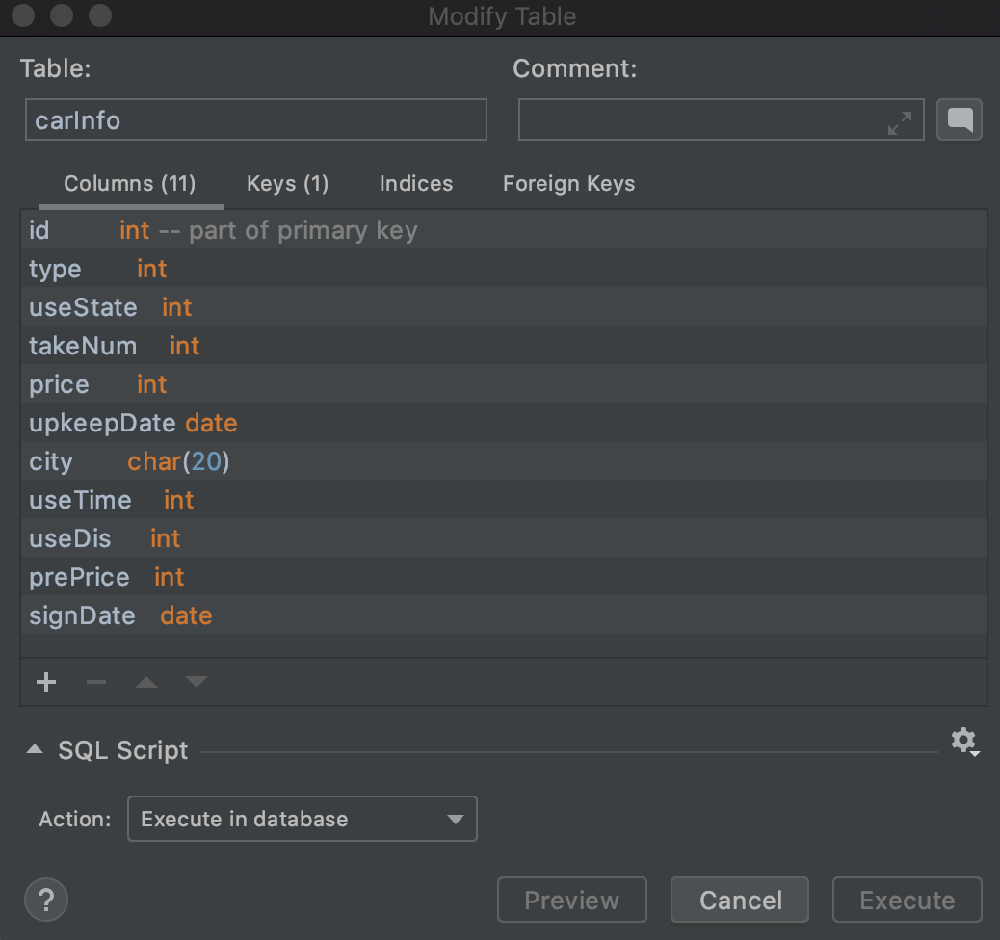 Modify Table
Table: Comment:
carInfo
Columns (11) Keys (1) Indices Foreign Keys
id int -- part of primary key
type int
useState int
takeNum int
price int
upkeepDate date
city char(20)
useTime int
useDis int
prePrice int
signDate date
SQL Script
Action: Execute in database
? Preview Cancel Execute